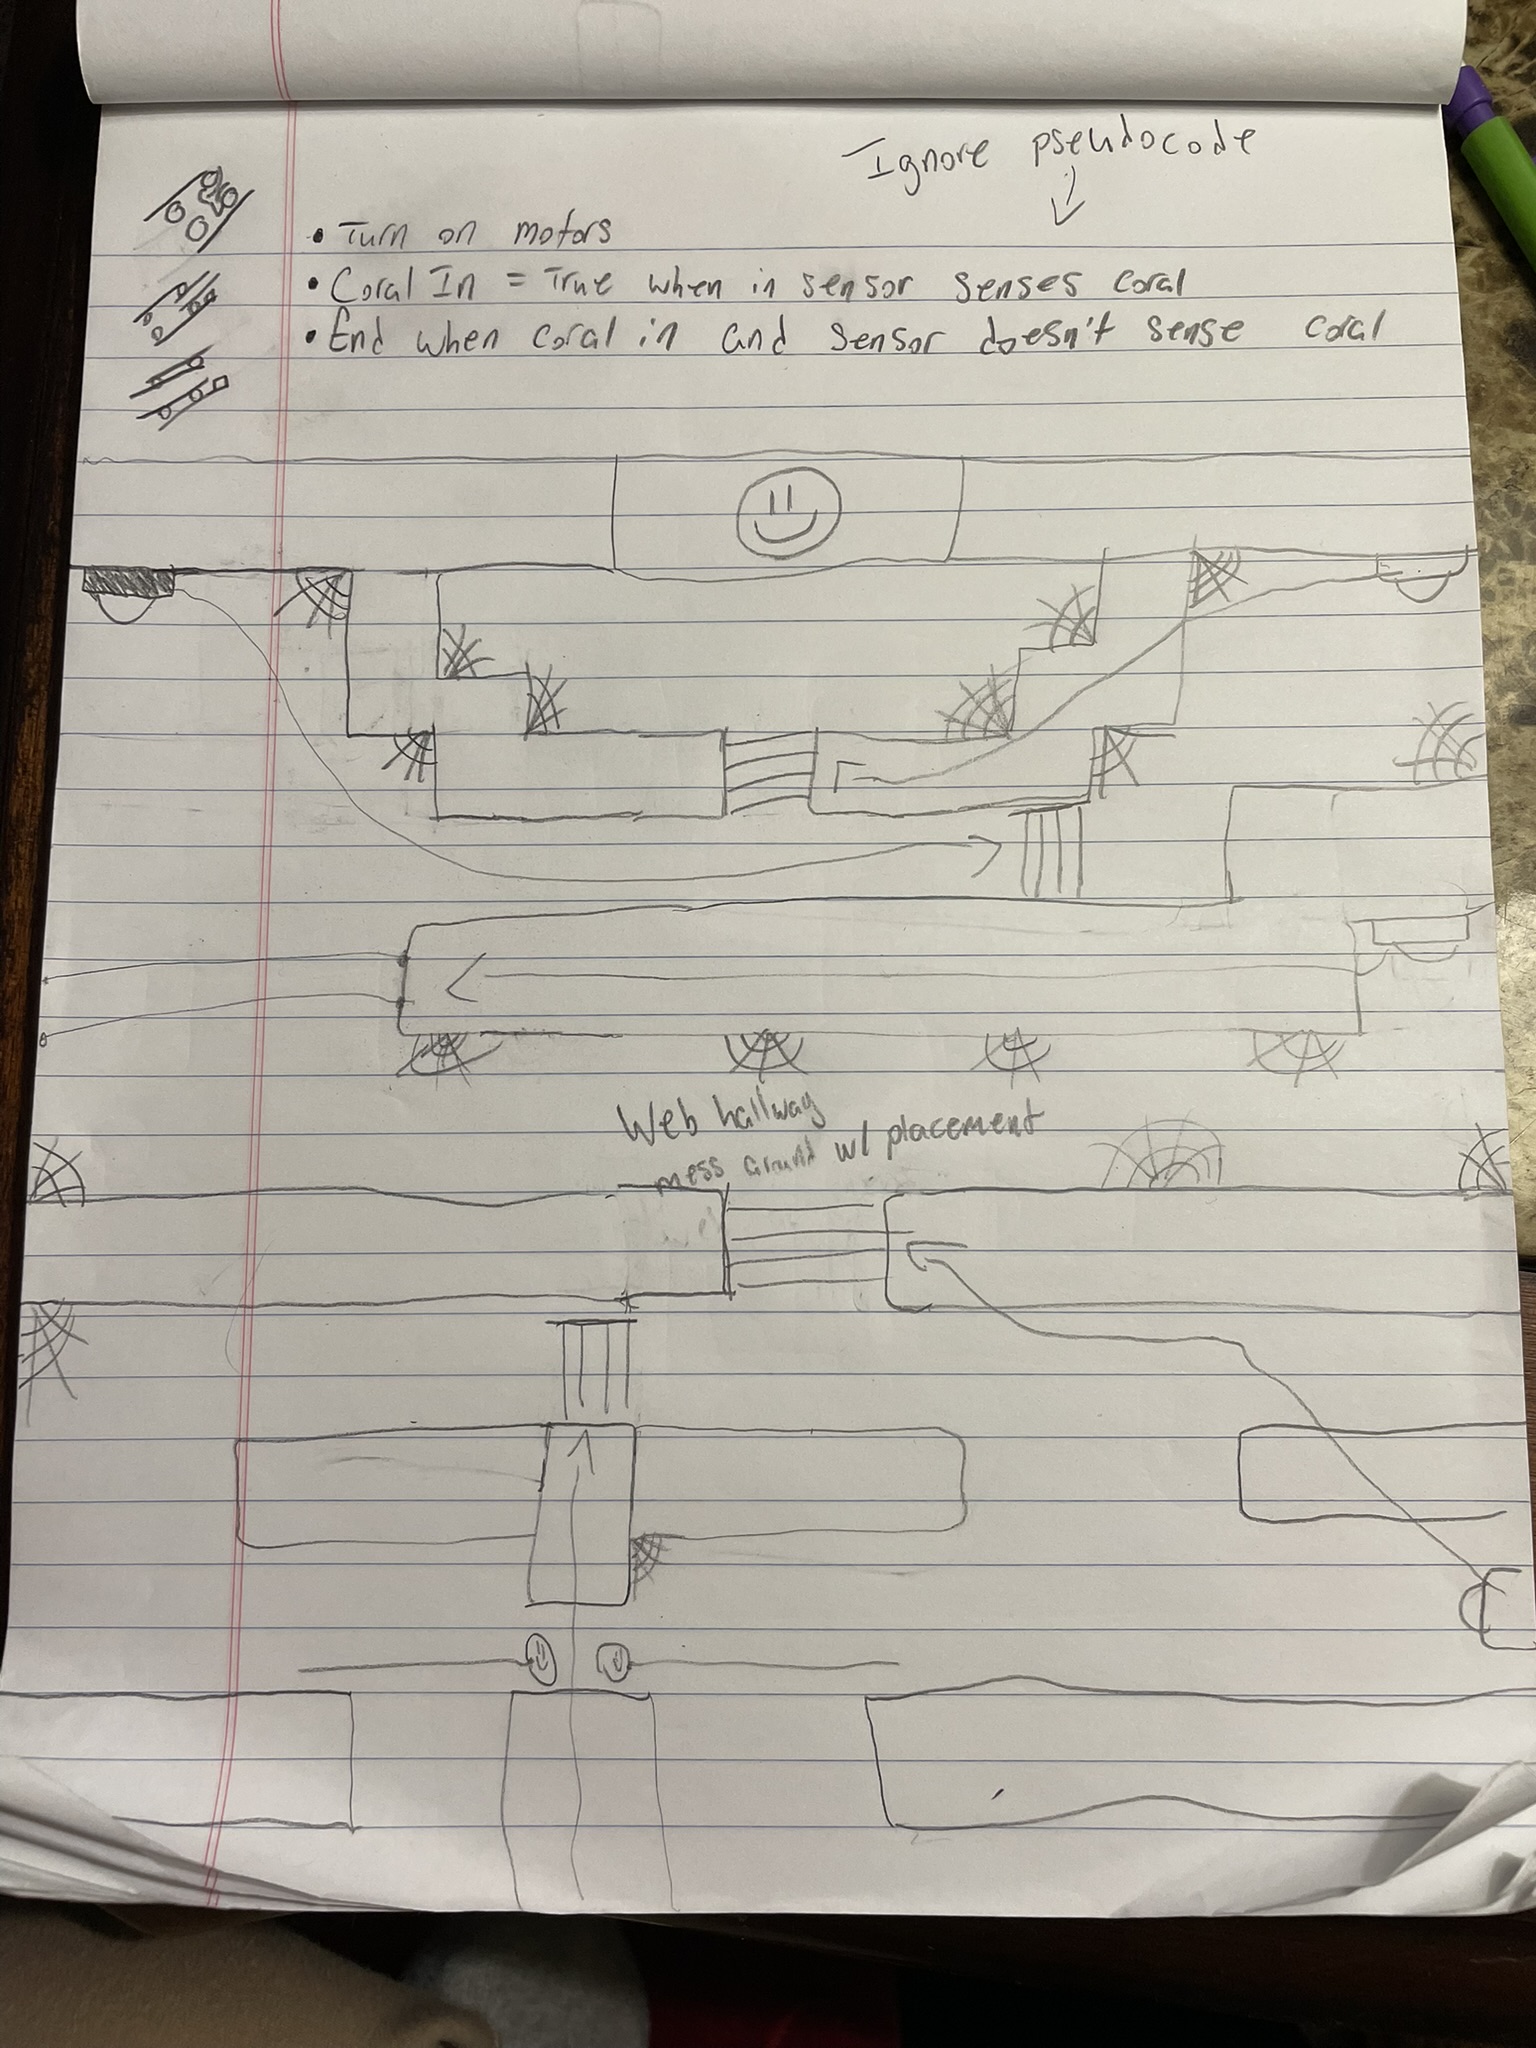 Ignore pseudocode
• Turn on motors
• Coral In = True when in sensor senses coral
• End when coral in and sensor doesn't sense coral
Web hallway
mess around w/ placement